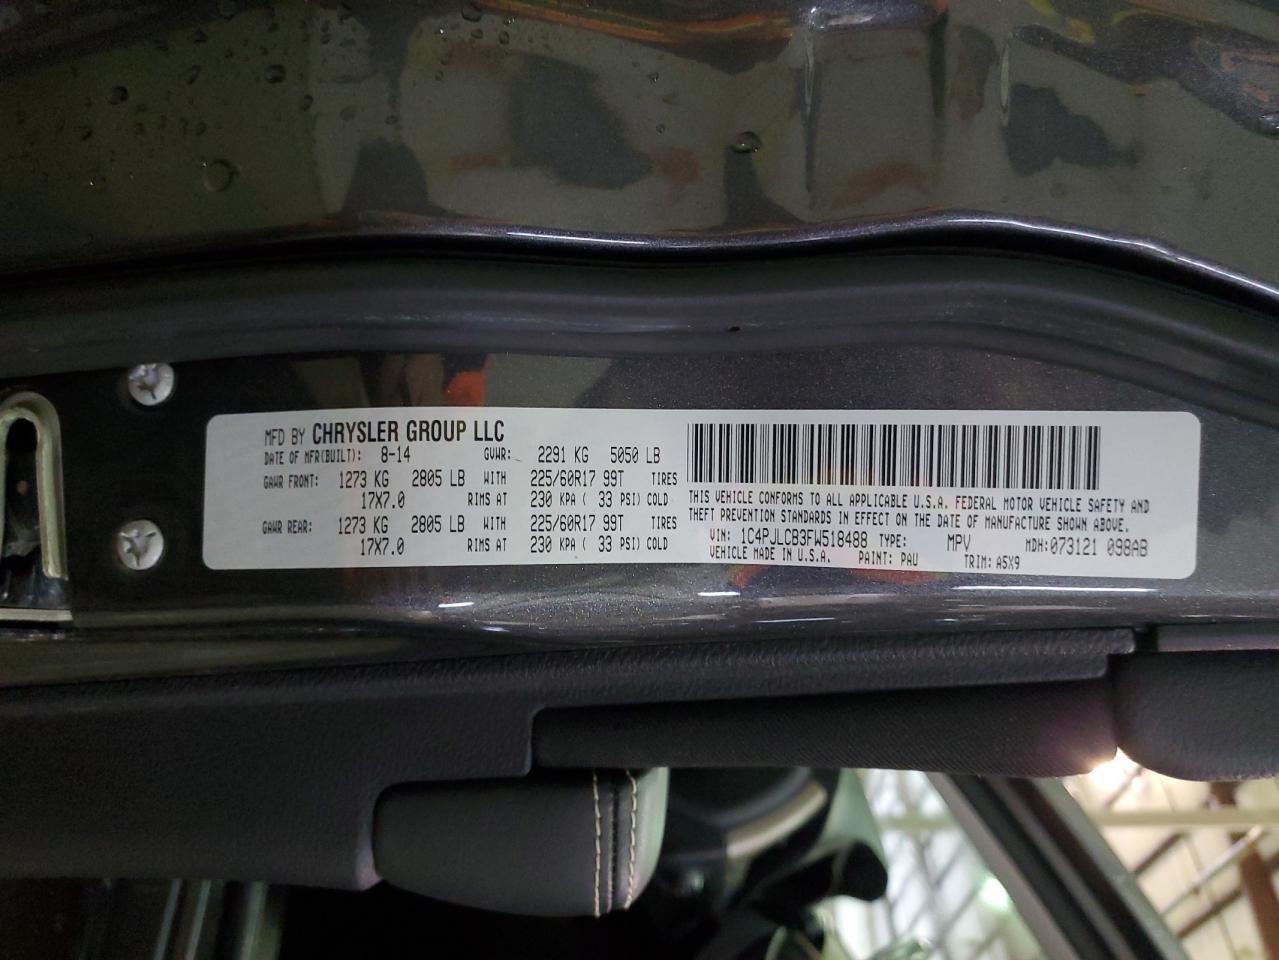 MFD BY CHRYSLER GROUP LLC
DATE OF MFR(BUILT): 8-14 GVWR: 2291 KG 5050 LB
GAWR FRONT: 1273 KG 2805 LB WITH 225/60R17 99T TIRES
17X7.0 RIMS AT 230 KPA ( 33 PSI) COLD
GAWR REAR: 1273 KG 2805 LB WITH 225/60R17 99T TIRES
17X7.0 RIMS AT 230 KPA ( 33 PSI) COLD
THIS VEHICLE CONFORMS TO ALL APPLICABLE U.S.A. FEDERAL MOTOR VEHICLE SAFETY AND
THEFT PREVENTION STANDARDS IN EFFECT ON THE DATE OF MANUFACTURE SHOWN ABOVE.
VIN: 1C4PJLCB3FW518488 TYPE: MPV MDH:073121 098AB
VEHICLE MADE IN U.S.A. PAINT: PAU TRIM: A5X9